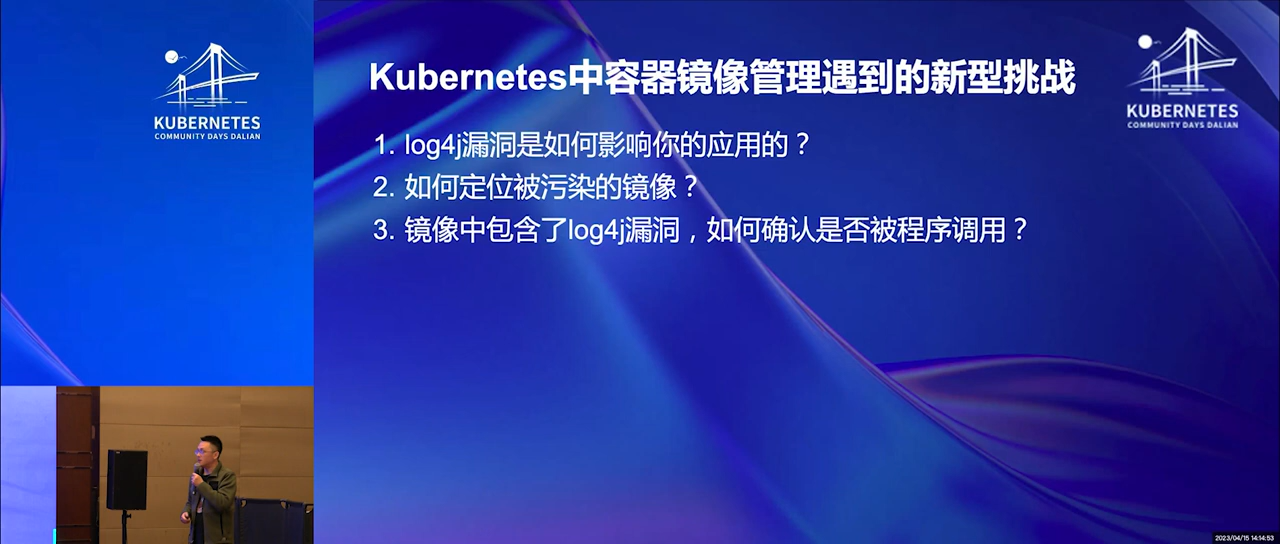 KUBERNETES
COMMUNITY DAYS DALIAN
Kubernetes中容器镜像管理遇到的新型挑战
KUBERNETES
COMMUNITY DAYS DALIAN
1. log4j漏洞是如何影响你的应用的？
2. 如何定位被污染的镜像？
3. 镜像中包含了log4j漏洞，如何确认是否被程序调用？
2023/04/15 14:14:53